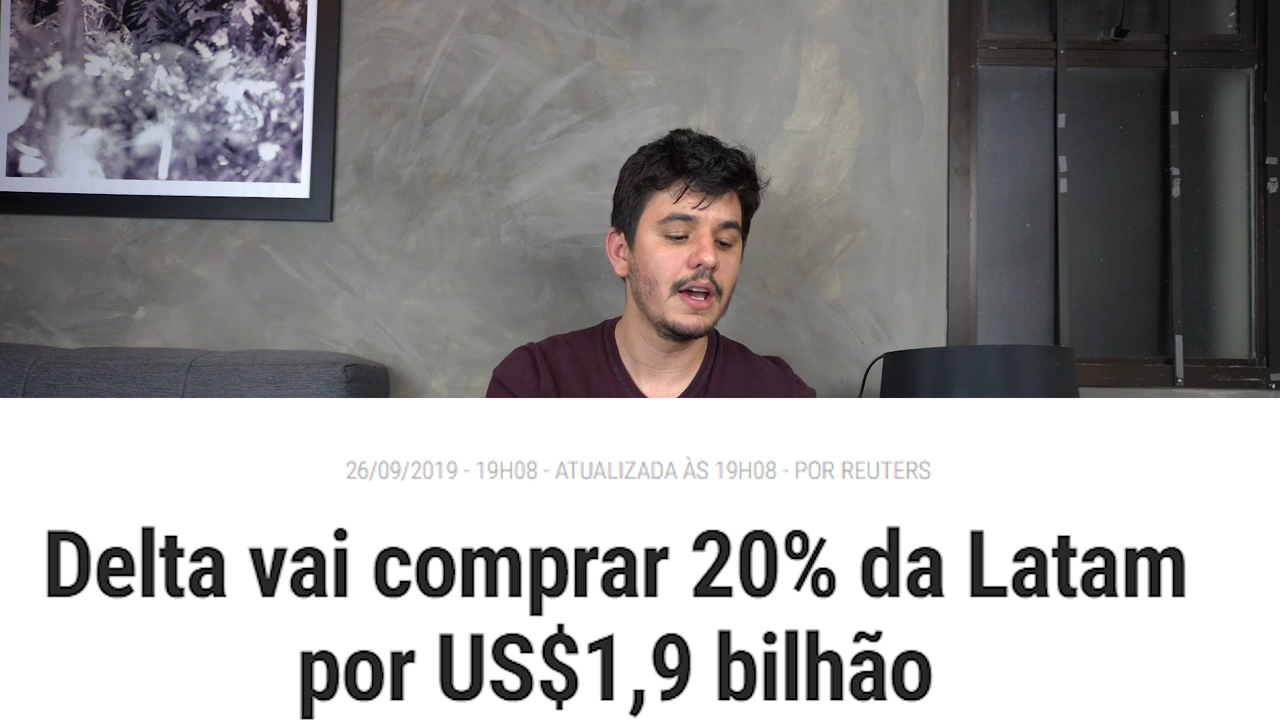 26/09/2019 - 19H08 - ATUALIZADA ÀS 19H08 - POR REUTERS
Delta vai comprar 20% da Latam
por US$1,9 bilhão